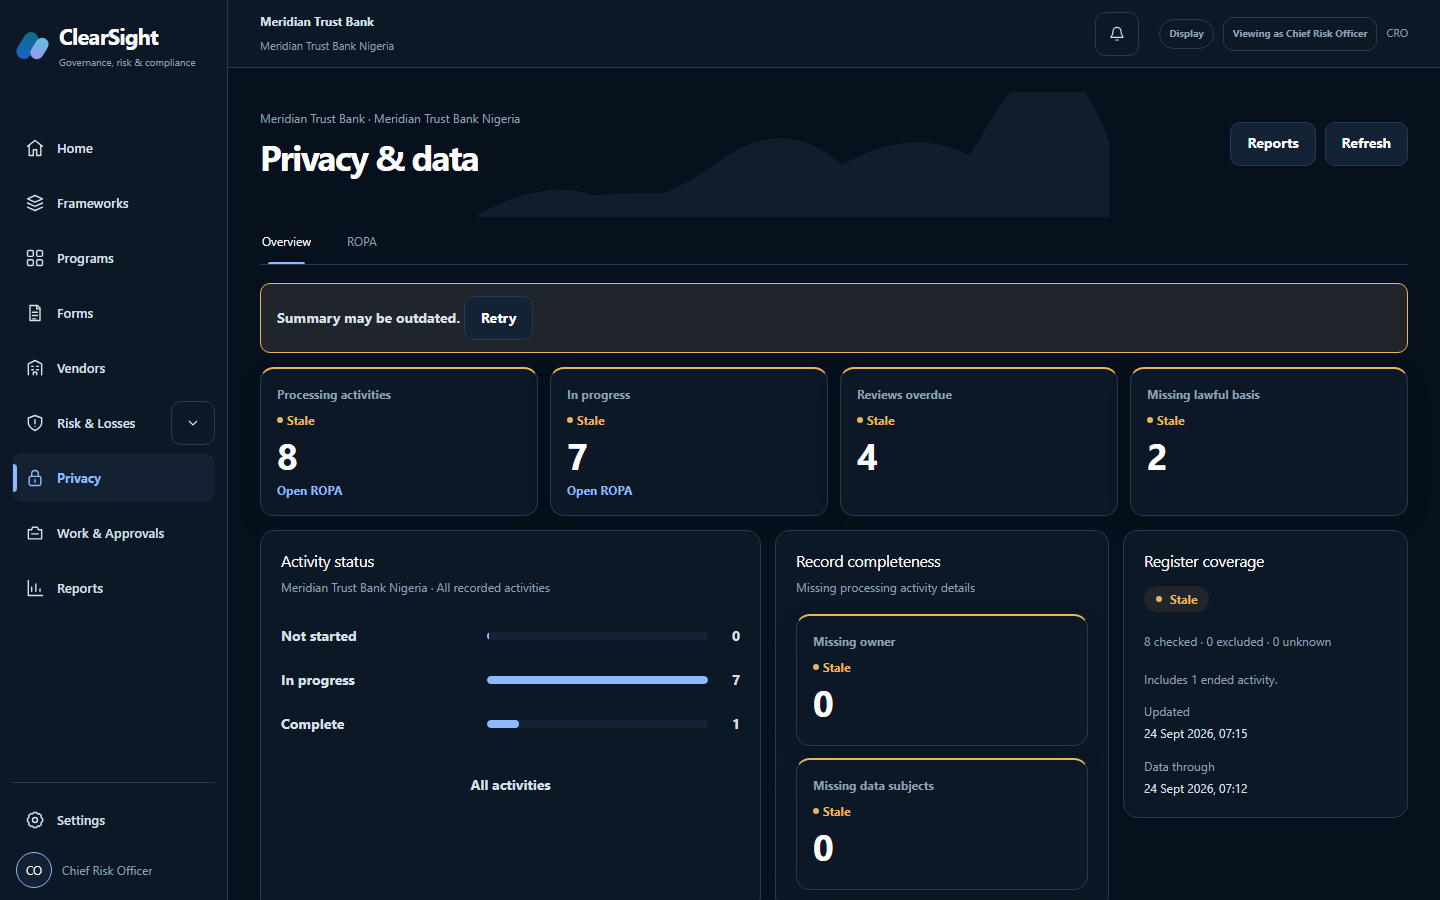 ClearSight
Governance, risk & compliance
Home
Frameworks
Programs
Forms
Vendors
Risk & Losses
Privacy
Work & Approvals
Reports
Settings
CO
Chief Risk Officer
Meridian Trust Bank
Meridian Trust Bank Nigeria
Display
Viewing as Chief Risk Officer
CRO
Meridian Trust Bank · Meridian Trust Bank Nigeria
Privacy & data
Reports
Refresh
Overview
ROPA
Summary may be outdated.
Retry
Processing activities
Stale
8
Open ROPA
In progress
Stale
7
Open ROPA
Reviews overdue
Stale
4
Missing lawful basis
Stale
2
Activity status
Meridian Trust Bank Nigeria · All recorded activities
Not started 0
In progress 7
Complete 1
All activities
Record completeness
Missing processing activity details
Missing owner
Stale
0
Missing data subjects
Stale
0
Register coverage
Stale
8 checked · 0 excluded · 0 unknown
Includes 1 ended activity.
Updated
24 Sept 2026, 07:15
Data through
24 Sept 2026, 07:12